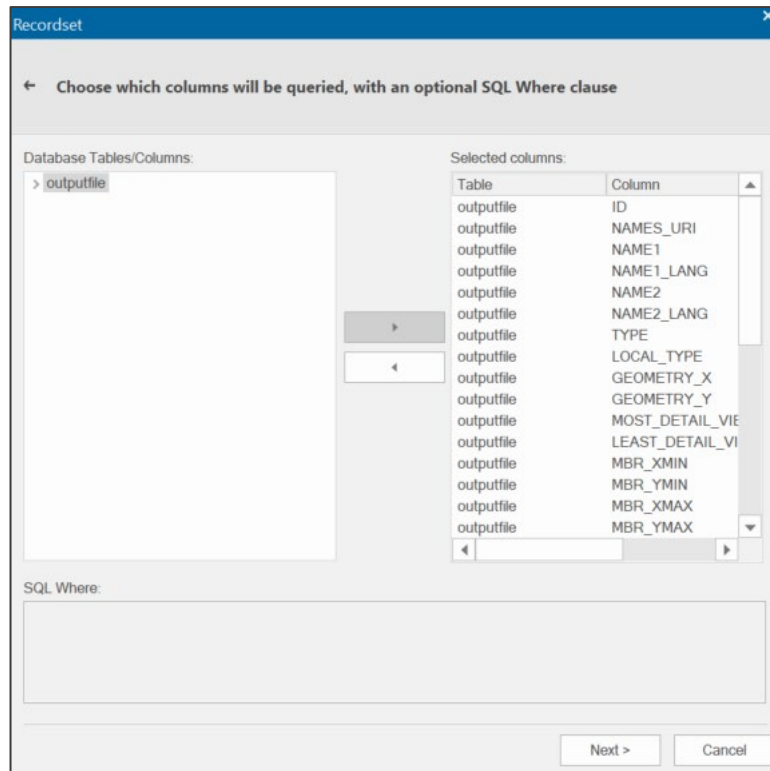 Recordset
Choose which columns will be queried, with an optional SQL Where clause
Database Tables/Columns:
outputfile
Selected columns:
Table Column
outputfile ID
outputfile NAMES_URI
outputfile NAME1
outputfile NAME1_LANG
outputfile NAME2
outputfile NAME2_LANG
outputfile TYPE
outputfile LOCAL_TYPE
outputfile GEOMETRY_X
outputfile GEOMETRY_Y
outputfile MOST_DETAIL_VIE
outputfile LEAST_DETAIL_VI
outputfile MBR_XMIN
outputfile MBR_YMIN
outputfile MBR_XMAX
outputfile MBR_YMAX
SQL Where:
Next > Cancel